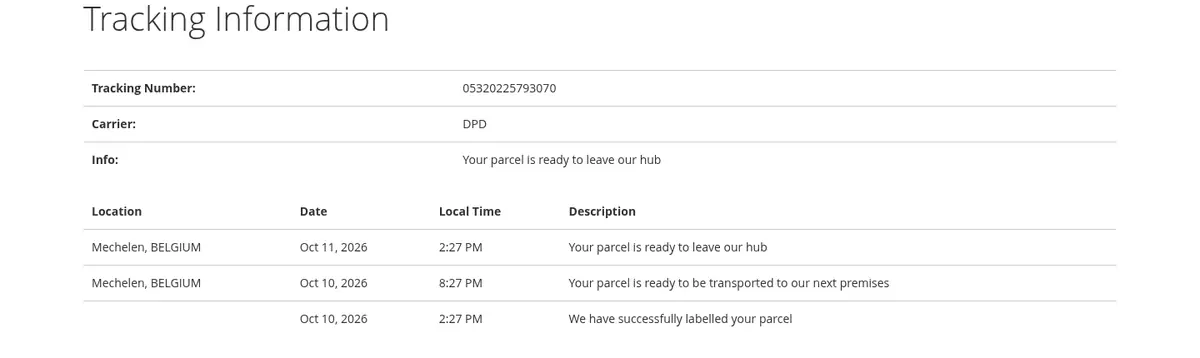 Tracking Information
Tracking Number: 05320225793070
Carrier: DPD
Info: Your parcel is ready to leave our hub
Location Date Local Time Description
Mechelen, BELGIUM Oct 11, 2026 2:27 PM Your parcel is ready to leave our hub
Mechelen, BELGIUM Oct 10, 2026 8:27 PM Your parcel is ready to be transported to our next premises
Oct 10, 2026 2:27 PM We have successfully labelled your parcel